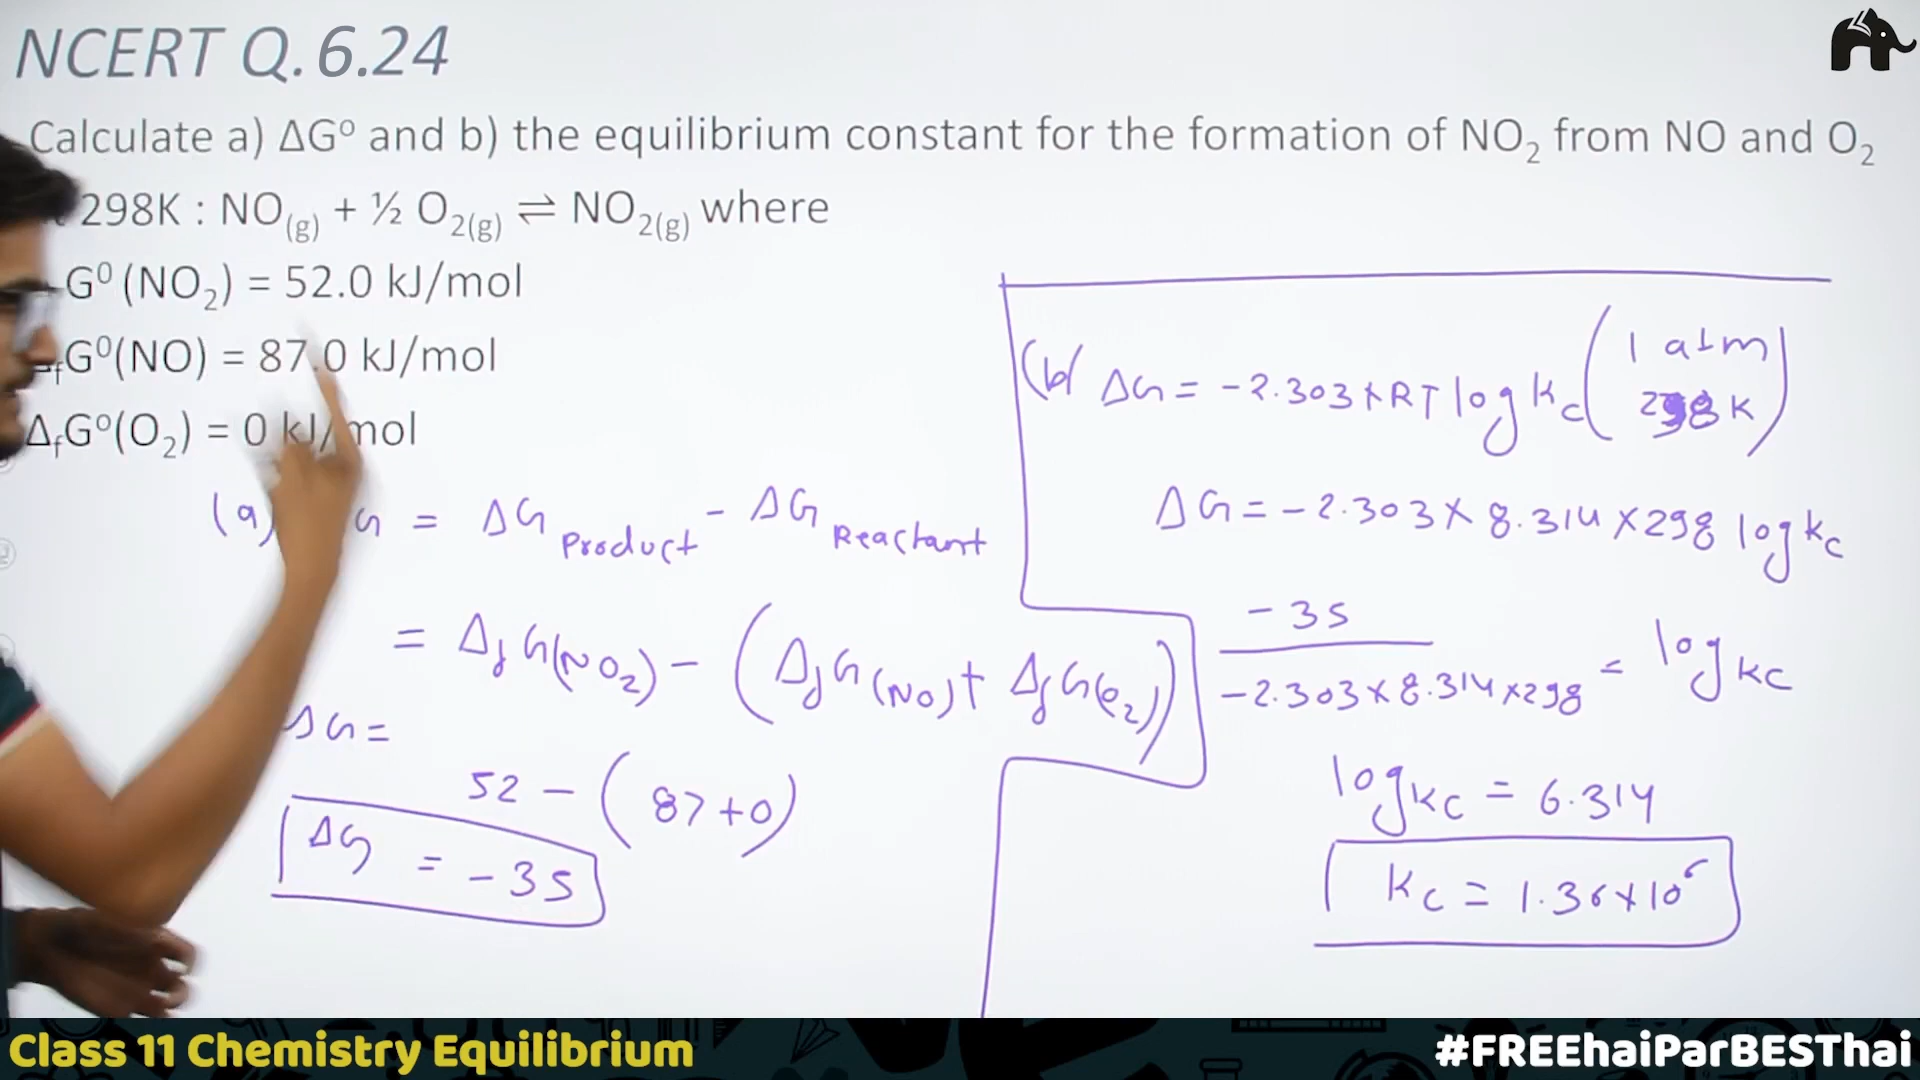 NCERT Q.6.24
Calculate a) ΔG⁰ and b) the equilibrium constant for the formation of NO₂ from NO and O₂
298K : NO(g) + ½ O₂(g) ⇌ NO₂(g) where
G⁰ (NO₂) = 52.0 kJ/mol
fG⁰(NO) = 87.0 kJ/mol
ΔfG⁰(O₂) = 0 kJ/mol
(a) G = ΔG Product - ΔG Reactant
= ΔfG(NO₂) - (ΔfG(NO) + ΔfG(O₂))
ΔG =
52 - (87+0)
ΔG = -35
(b) ΔG = -2.303 × RT log Kc (1 atm
298 K)
ΔG = -2.303 × 8.314 × 298 log Kc
-35
-2.303 × 8.314 × 298 = log Kc
log Kc = 6.314
Kc = 1.36 × 10⁶
Class 11 Chemistry Equilibrium
#FREEhaiParBESThai